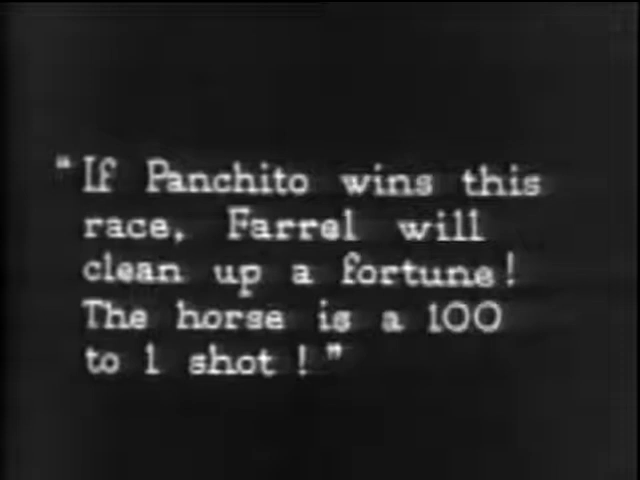 "If Panchito wins this
race, Farrel will
clean up a fortune!
The horse is a 100
to 1 shot!"